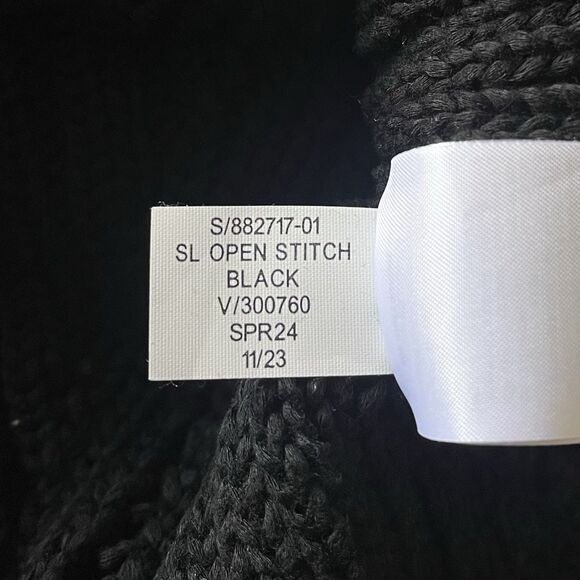 S/882717-01
SL OPEN STITCH
BLACK
V/300760
SPR24
11/23